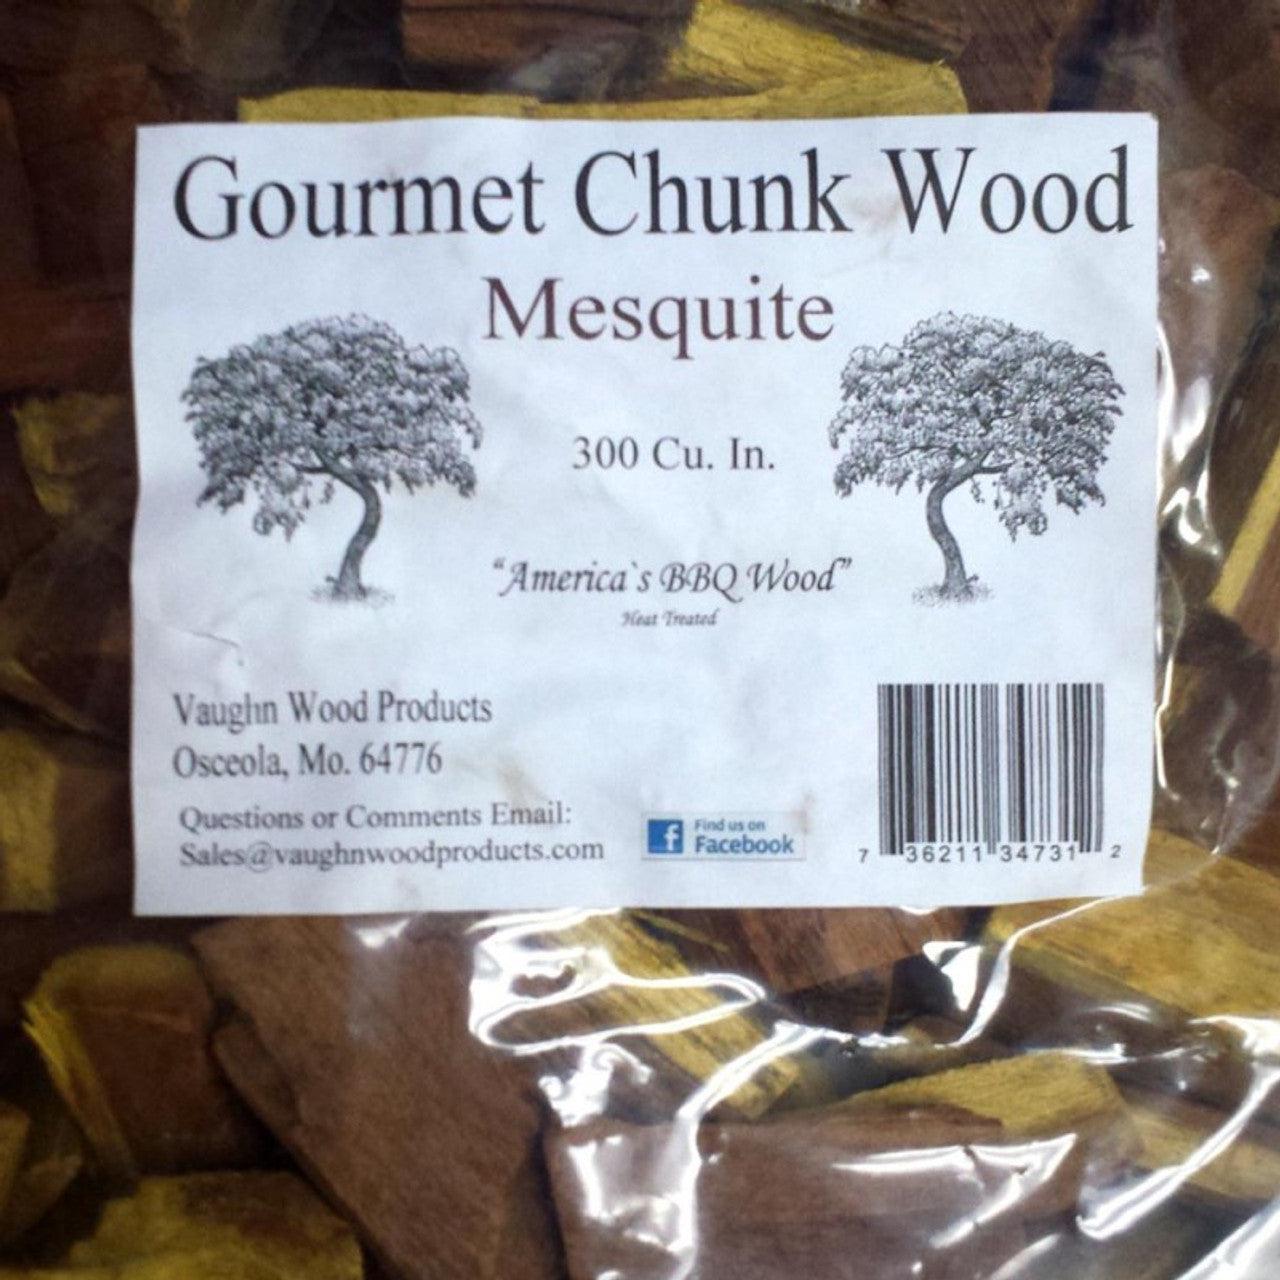 Gourmet Chunk Wood
Mesquite
300 Cu. In.
“America`s BBQ Wood”
Heat Treated
Vaughn Wood Products
Osceola, Mo. 64776
Questions or Comments Email:
Sales@vaughnwoodproducts.com
f Find us on
Facebook
7 36211 34731 2